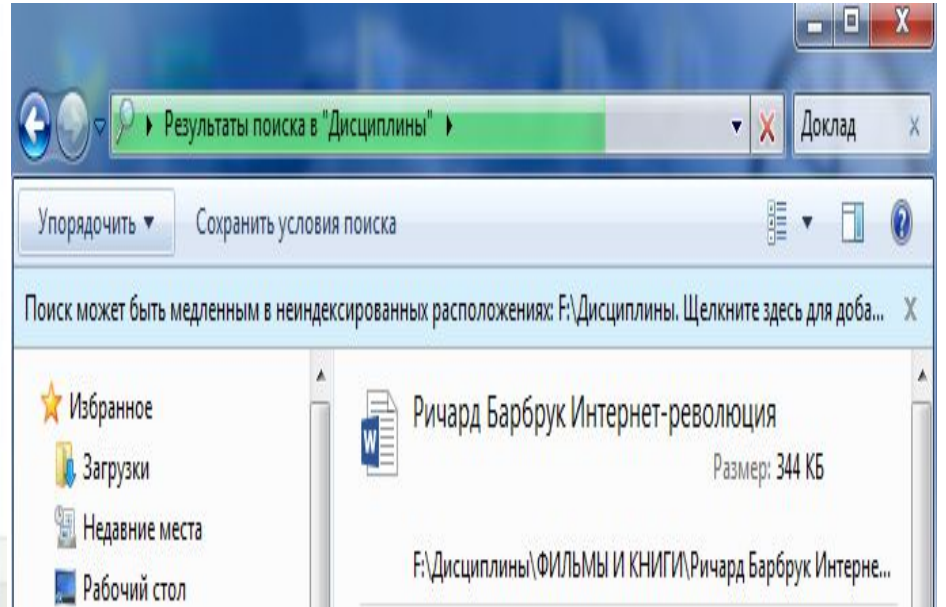 Результаты поиска в "Дисциплины"
Доклад
Упорядочить
Сохранить условия поиска
Поиск может быть медленным в неиндексированных расположениях: F:\Дисциплины. Щелкните здесь для доба...
Избранное
Загрузки
Недавние места
Рабочий стол
Ричард Барбрук Интернет-революция
Размер: 344 КБ
F:\Дисциплины\ФИЛЬМЫ И КНИГИ\Ричард Барбрук Интерне...